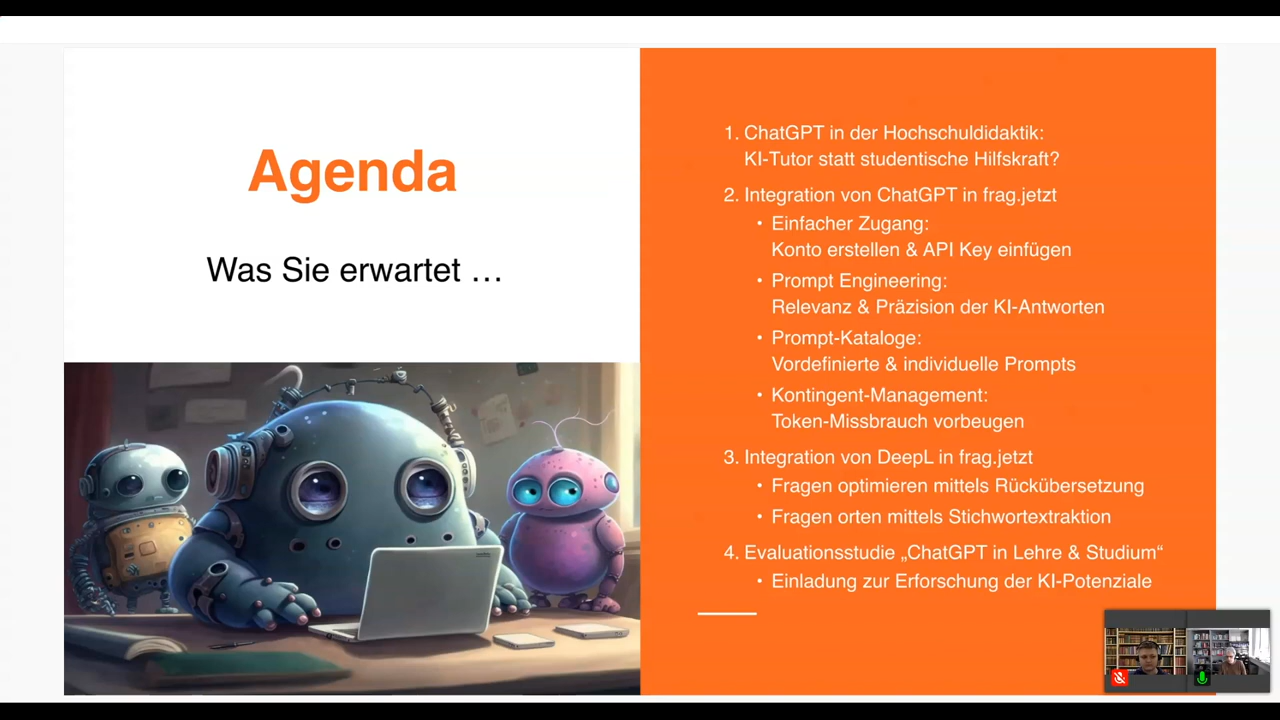 Agenda
Was Sie erwartet …
1. ChatGPT in der Hochschuldidaktik:
KI-Tutor statt studentische Hilfskraft?
2. Integration von ChatGPT in frag.jetzt
• Einfacher Zugang:
Konto erstellen & API Key einfügen
• Prompt Engineering:
Relevanz & Präzision der KI-Antworten
• Prompt-Kataloge:
Vordefinierte & individuelle Prompts
• Kontingent-Management:
Token-Missbrauch vorbeugen
3. Integration von DeepL in frag.jetzt
• Fragen optimieren mittels Rückübersetzung
• Fragen orten mittels Stichwortextraktion
4. Evaluationsstudie „ChatGPT in Lehre & Studium“
• Einladung zur Erforschung der KI-Potenziale